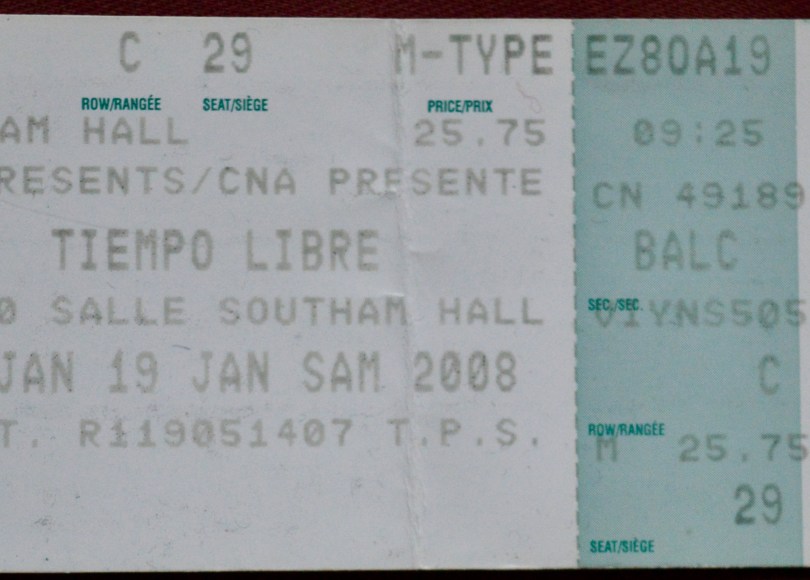 C 29 M-TYPE
ROW/RANGÉE SEAT/SIÈGE PRICE/PRIX
AM HALL 25.75
RESENTS/CNA PRESENTE
TIEMPO LIBRE
0 SALLE SOUTHAM HALL
JAN 19 JAN SAM 2008
T. R119051407 T.P.S.
EZ80A19
09:25
CN 49189
BALC
SEC./SEC.
C
ROW/RANGÉE
M 25.75
29
SEAT/SIÈGE